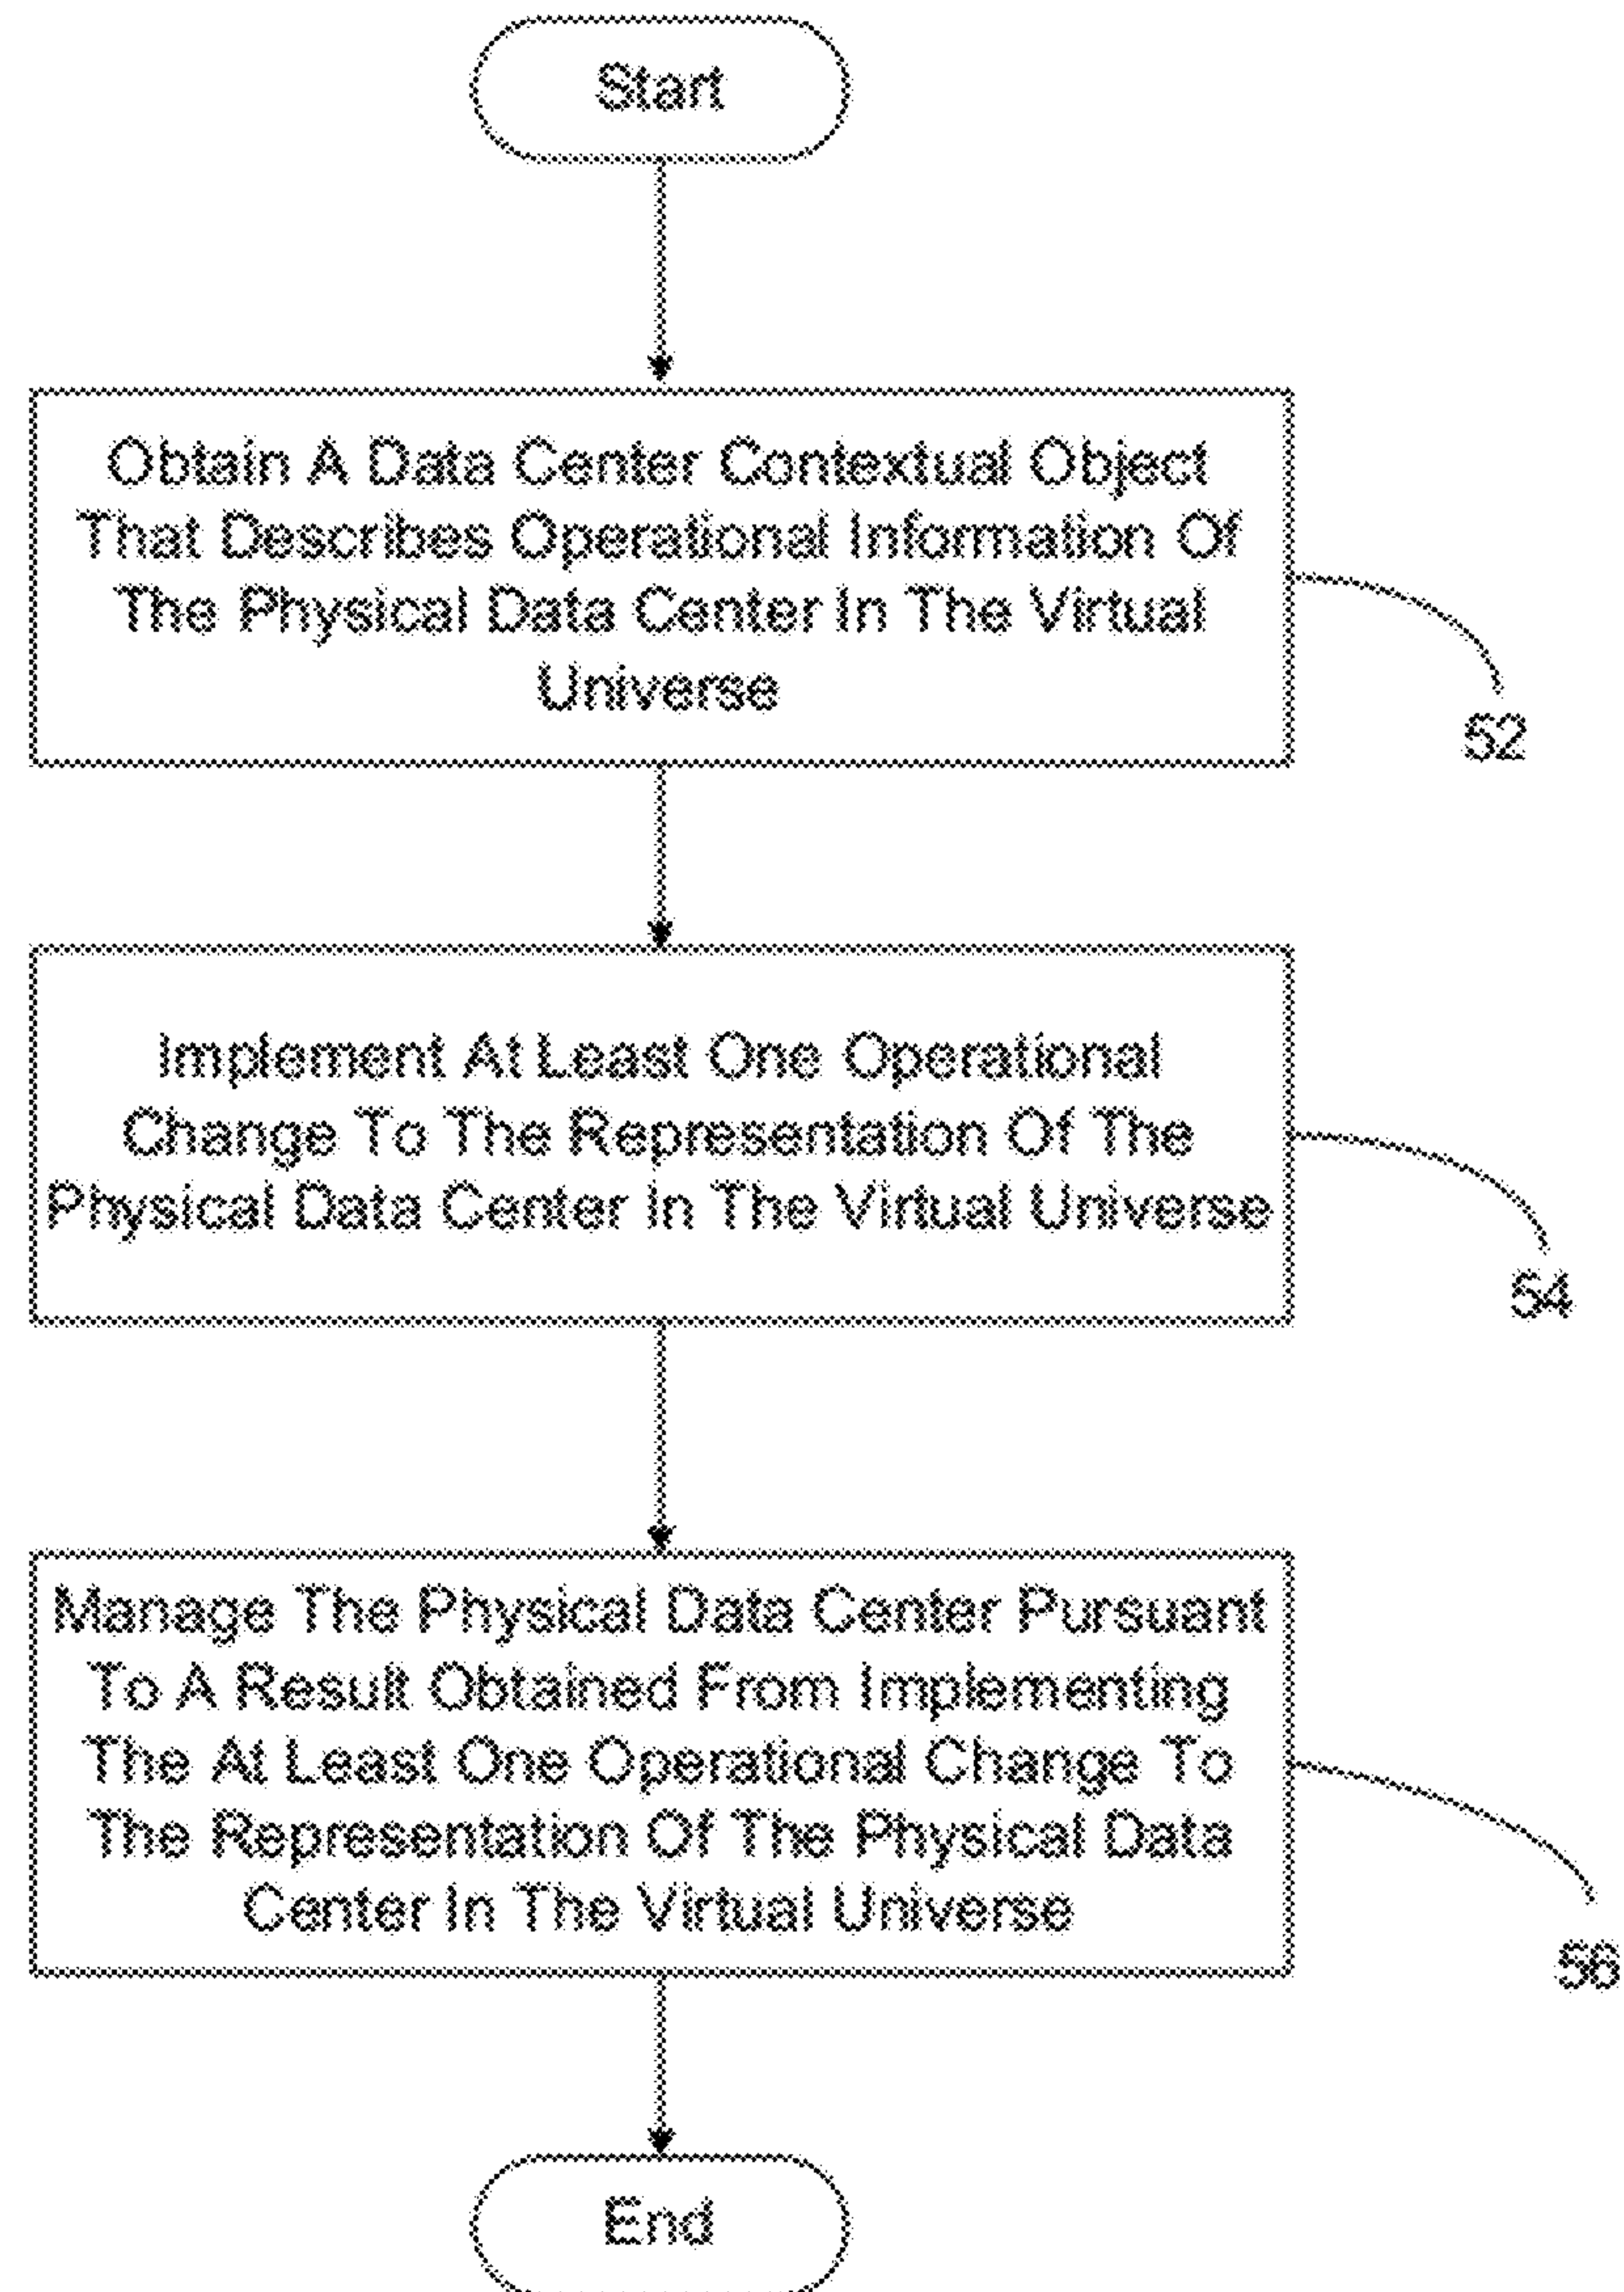 Start
Obtain A Data Center Contextual Object
That Describes Operational Information Of
The Physical Data Center In The Virtual
Universe
52
Implement At Least One Operational
Change To The Representation Of The
Physical Data Center In The Virtual Universe
54
Manage The Physical Data Center Pursuant
To A Result Obtained From Implementing
The At Least One Operational Change To
The Representation Of The Physical Data
Center In The Virtual Universe
56
End